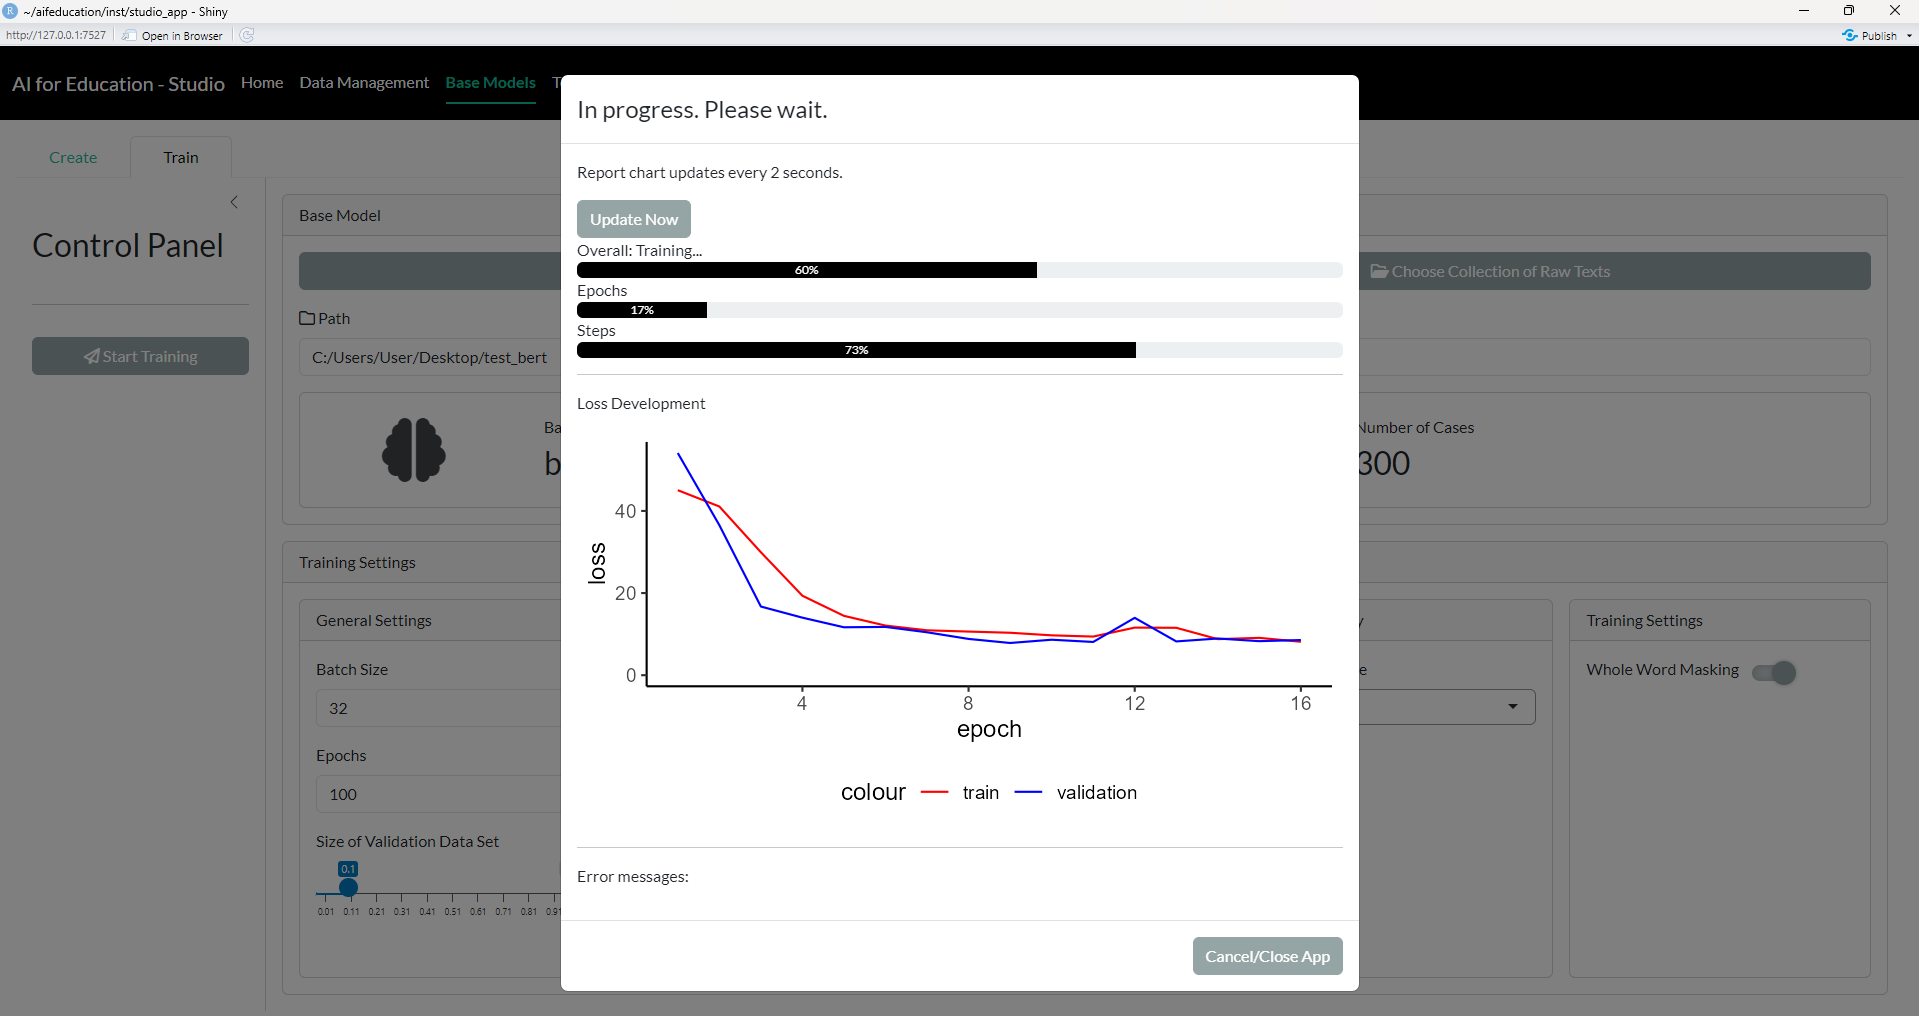 ~/aifeducation/inst/studio_app - Shiny
http://127.0.0.1:7527
Open in Browser
Publish
AI for Education - Studio
Home
Data Management
Base Models
Create
Train
Control Panel
Start Training
Base Model
Choose Collection of Raw Texts
Path
C:/Users/User/Desktop/test_bert
Number of Cases
300
Training Settings
General Settings
Batch Size
32
Epochs
100
Size of Validation Data Set
0.1
0.01 0.11 0.21 0.31 0.41 0.51 0.61 0.71 0.81 0.91
Training Settings
Whole Word Masking
In progress. Please wait.
Report chart updates every 2 seconds.
Update Now
Overall: Training...
60%
Epochs
17%
Steps
73%
Loss Development
loss
40
20
0
4 8 12 16
epoch
colour train validation
Error messages:
Cancel/Close App